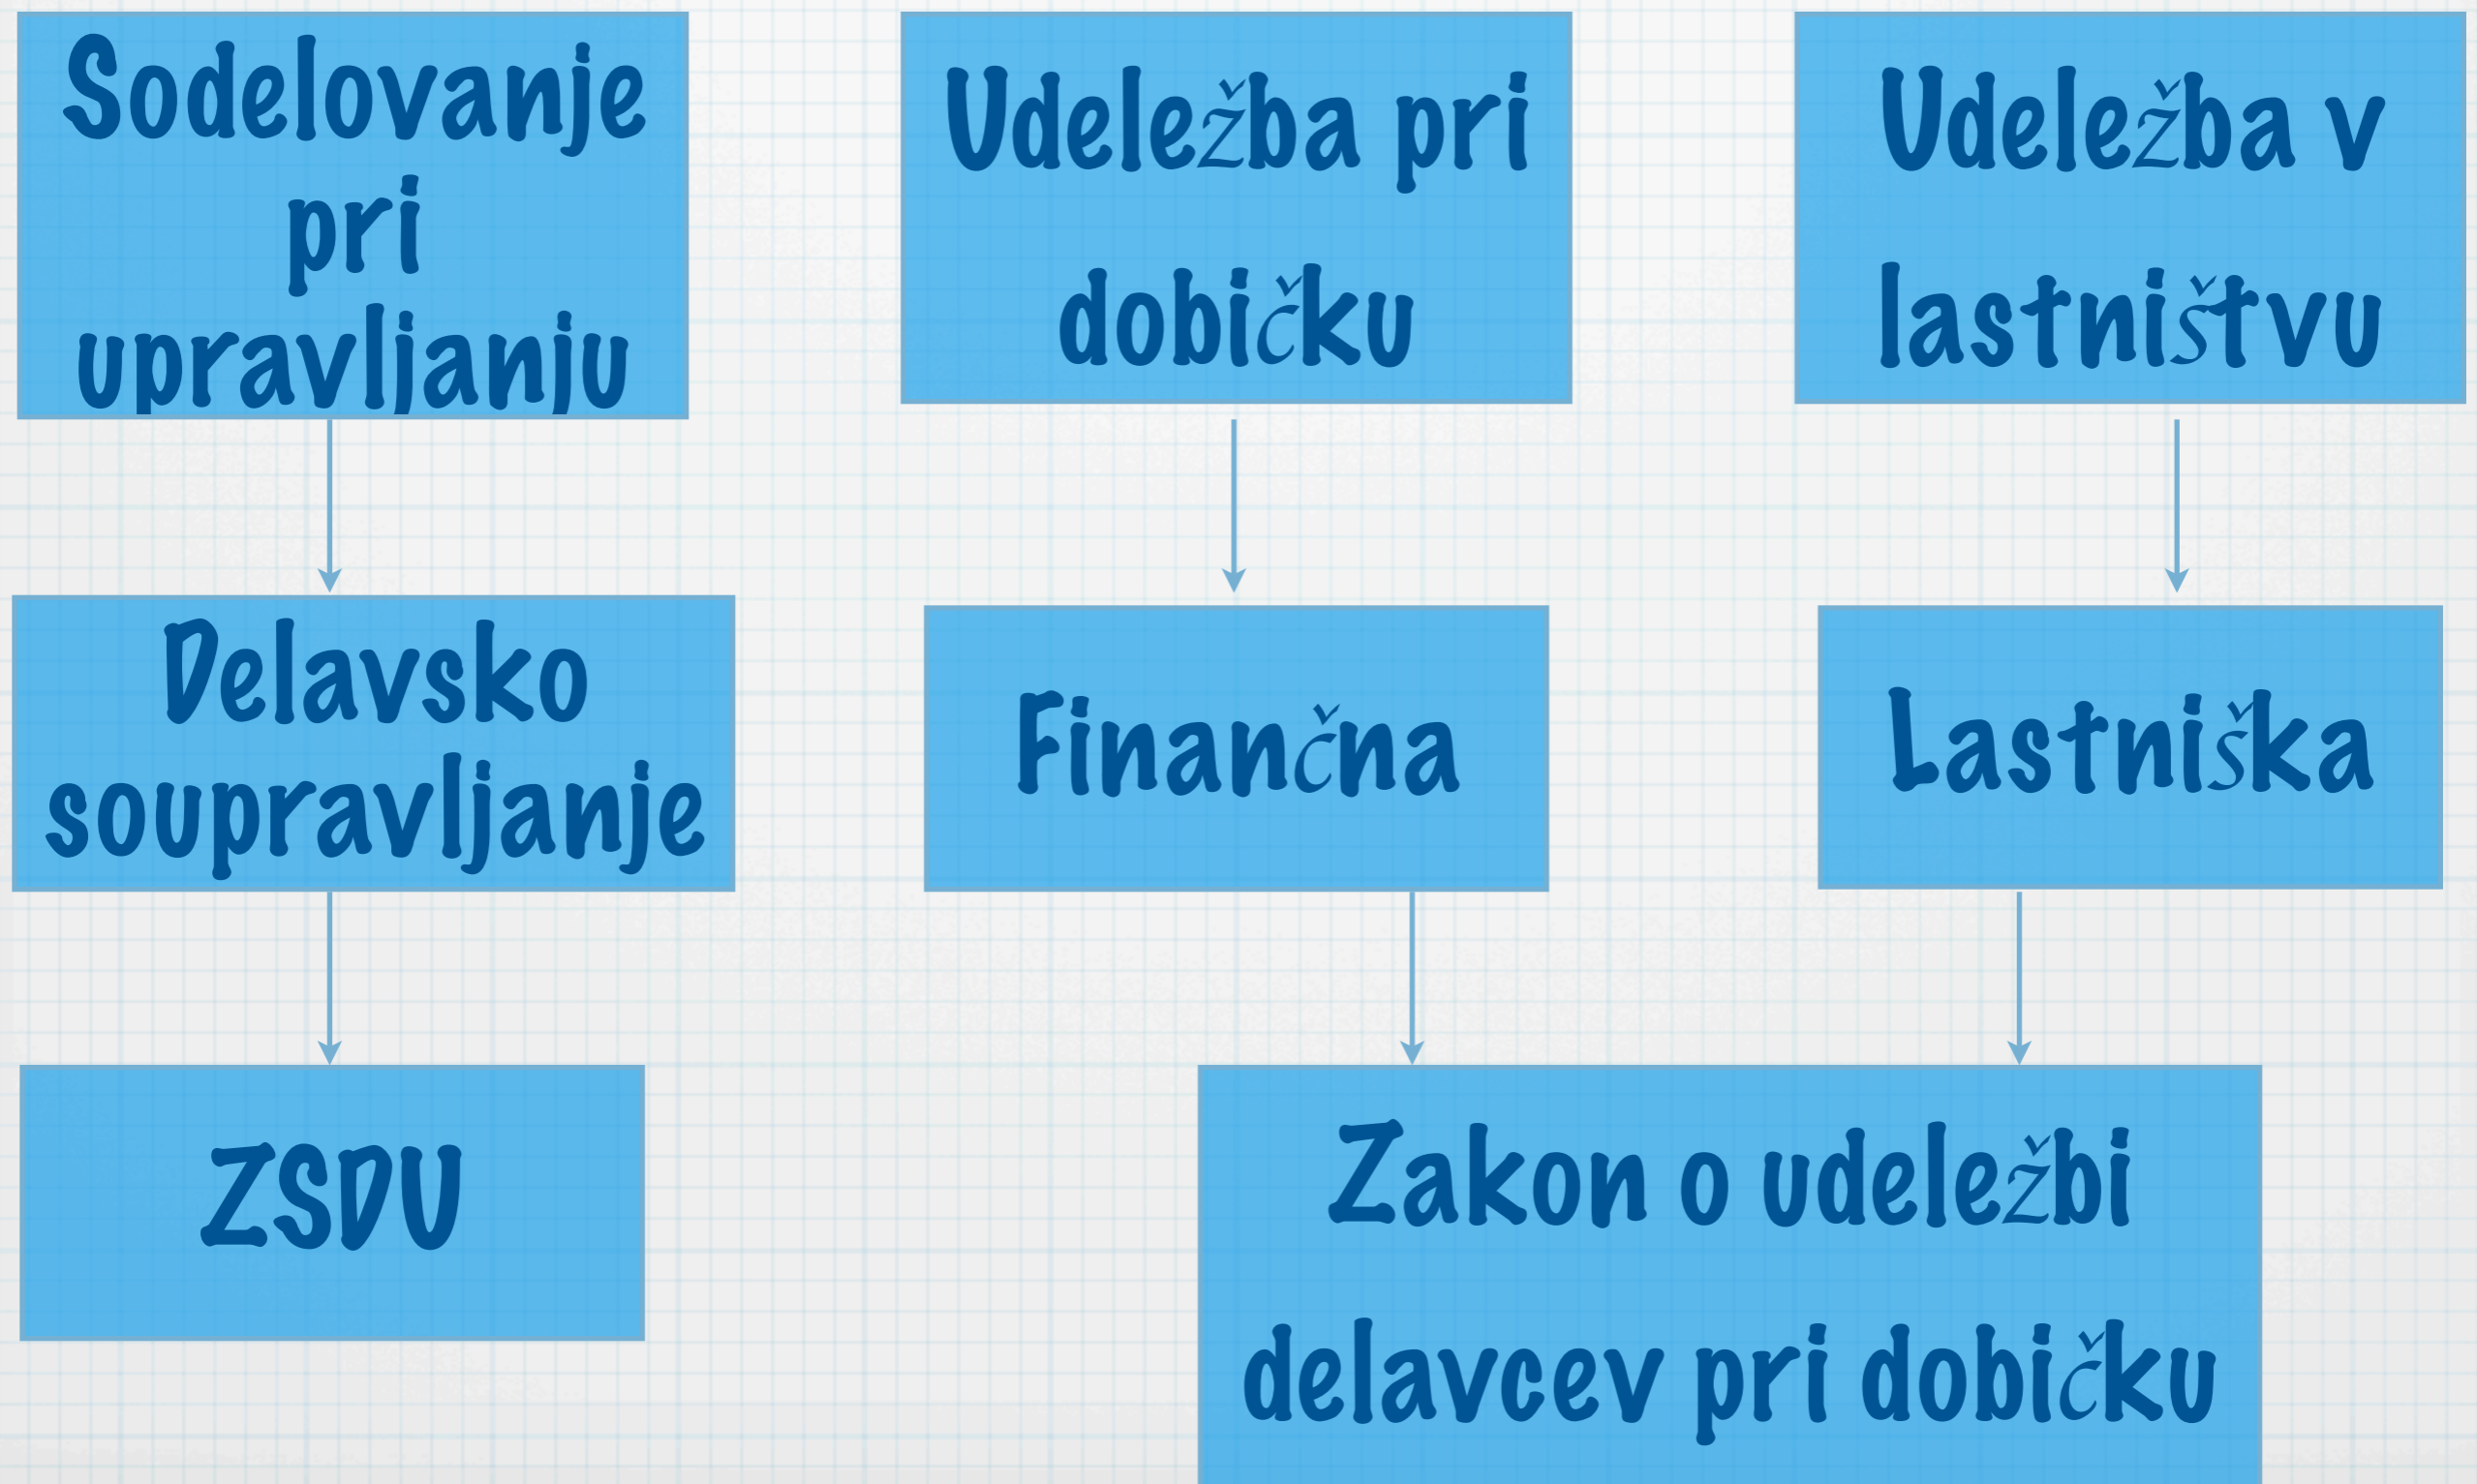 Sodelovanje
pri
upravljanju
Udeležba pri
dobičku
Udeležba v
lastništvu
Delavsko
soupravljanje
Finančna
Lastniška
ZSDU
Zakon o udeležbi
delavcev pri dobičku